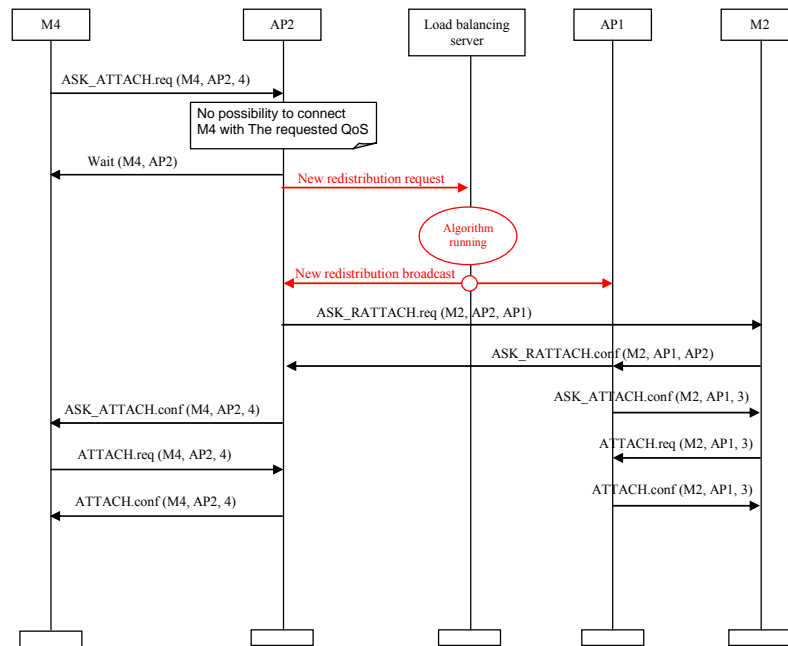 M4
AP2
Load balancing
server
AP1
M2
ASK_ATTACH.req (M4, AP2, 4)
No possibility to connect
M4 with The requested QoS
Wait (M4, AP2)
New redistribution request
Algorithm
running
New redistribution broadcast
ASK_RATTACH.req (M2, AP2, AP1)
ASK_RATTACH.conf (M2, AP1, AP2)
ASK_ATTACH.conf (M2, AP1, 3)
ASK_ATTACH.conf (M4, AP2, 4)
ATTACH.req (M2, AP1, 3)
ATTACH.req (M4, AP2, 4)
ATTACH.conf (M2, AP1, 3)
ATTACH.conf (M4, AP2, 4)